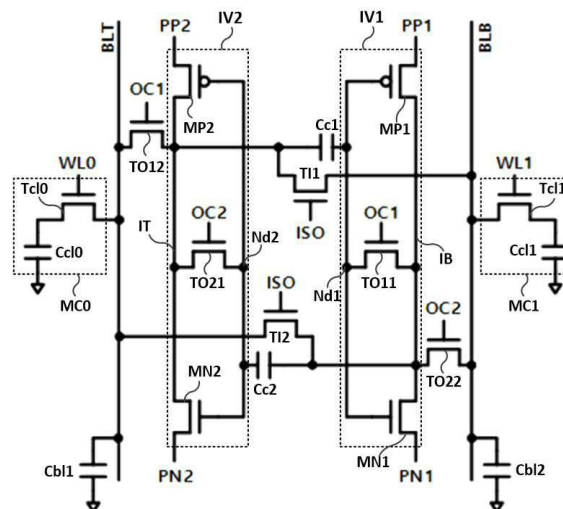 IV2 IV1
BLT PP2 PP1 BLB
OC1 MP2 Cc1 MP1
WL0 TO12 TI1 WL1
Tcl0 ISO Tcl1
OC2 OC1
Ccl0 IT Nd2 IB Ccl1
MC0 TO21 ISO Nd1 TO11 MC1
OC2
TI2
MN2 Cc2 TO22
Cbl1 PN2 MN1 PN1 Cbl2